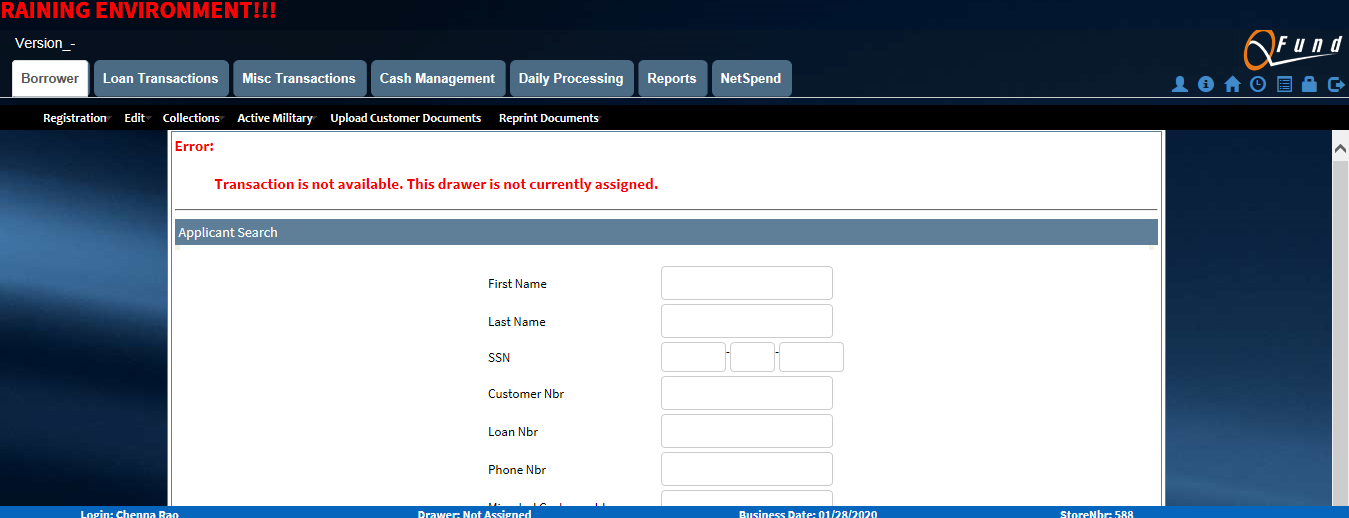 RAINING ENVIRONMENT!!!
Version_-
QFund
Borrower Loan Transactions Misc Transactions Cash Management Daily Processing Reports NetSpend
Registration Edit Collections Active Military Upload Customer Documents Reprint Documents
Error:
Transaction is not available. This drawer is not currently assigned.
Applicant Search
First Name
Last Name
SSN - -
Customer Nbr
Loan Nbr
Phone Nbr
Login: Chenna Rao Drawer: Not Assigned Business Date: 01/28/2020 StoreNbr: 588